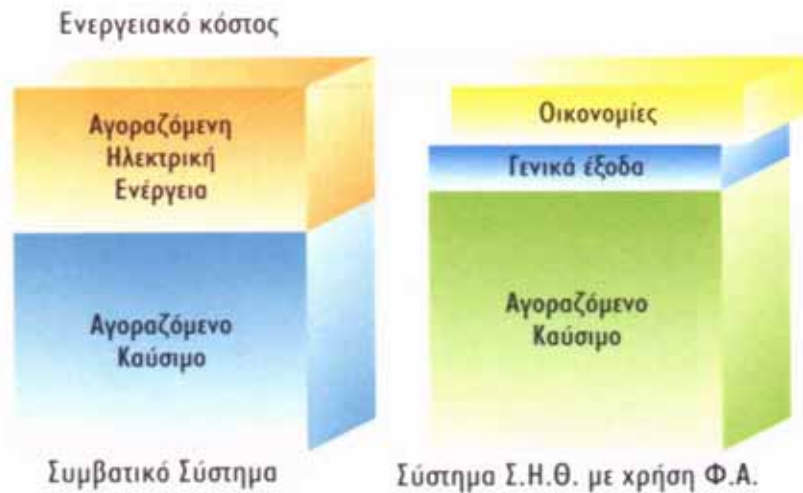 Ενεργειακό κόστος
Αγοραζόμενη
Ηλεκτρική
Ενέργεια
Αγοραζόμενο
Καύσιμο
Συμβατικό Σύστημα
Οικονομίες
Γενικά έξοδα
Αγοραζόμενο
Καύσιμο
Σύστημα Σ.Η.Θ. με χρήση Φ.Α.